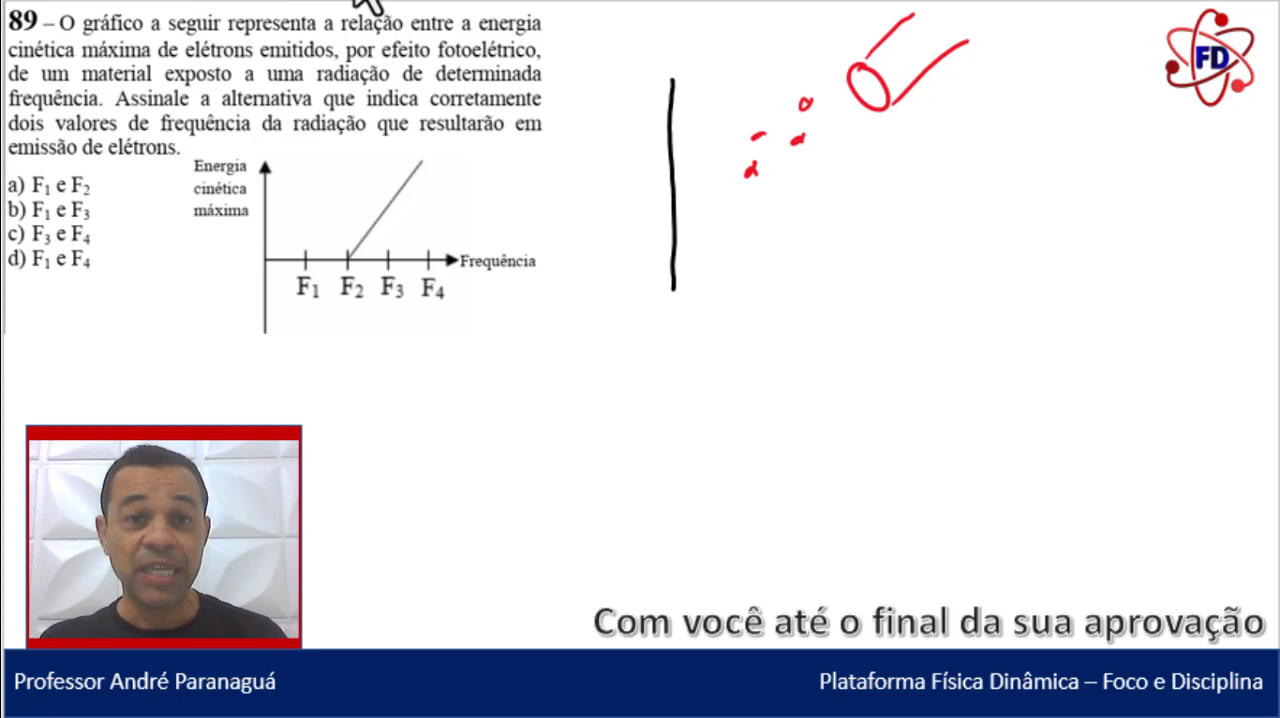 89 – O gráfico a seguir representa a relação entre a energia
cinética máxima de elétrons emitidos, por efeito fotoelétrico,
de um material exposto a uma radiação de determinada
frequência. Assinale a alternativa que indica corretamente
dois valores de frequência da radiação que resultarão em
emissão de elétrons.
a) F₁ e F₂
b) F₁ e F₃
c) F₃ e F₄
d) F₁ e F₄
Energia
cinética
máxima
Frequência
F₁ F₂ F₃ F₄
FD
Com você até o final da sua aprovação
Professor André Paranaguá
Plataforma Física Dinâmica – Foco e Disciplina